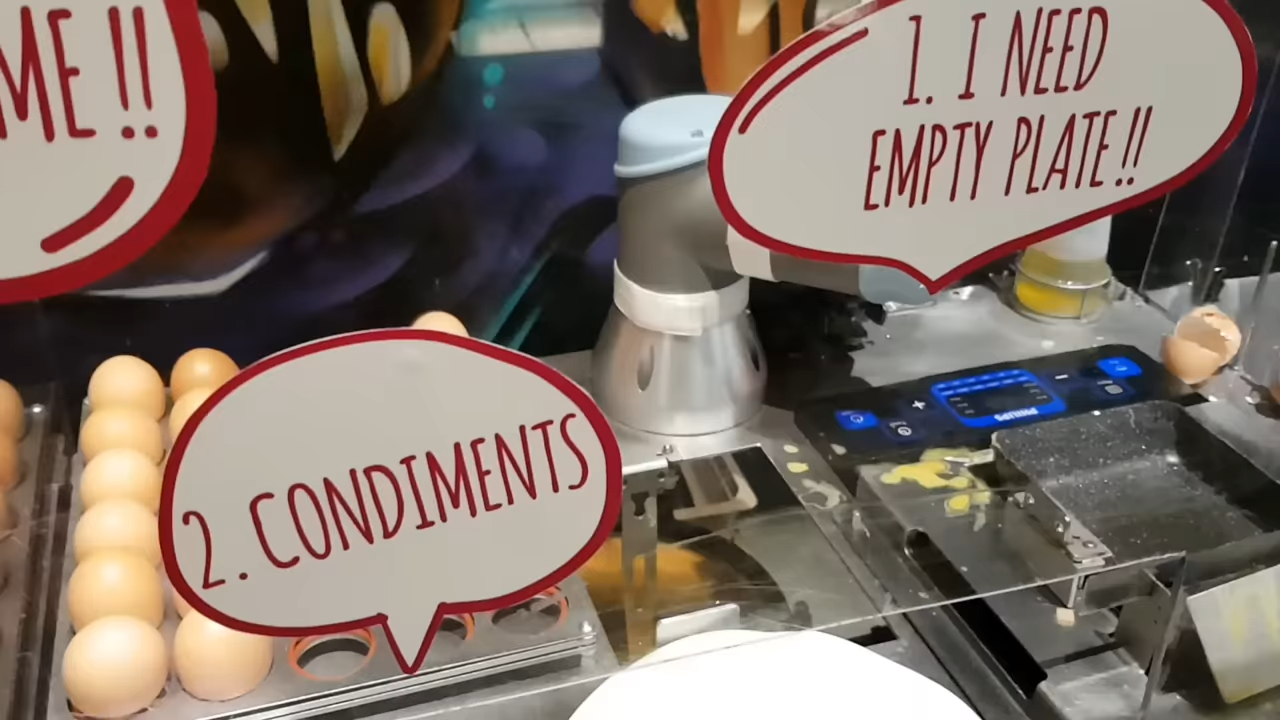 ME !!
1. I NEED
EMPTY PLATE !!
2. CONDIMENTS
PHILIPS